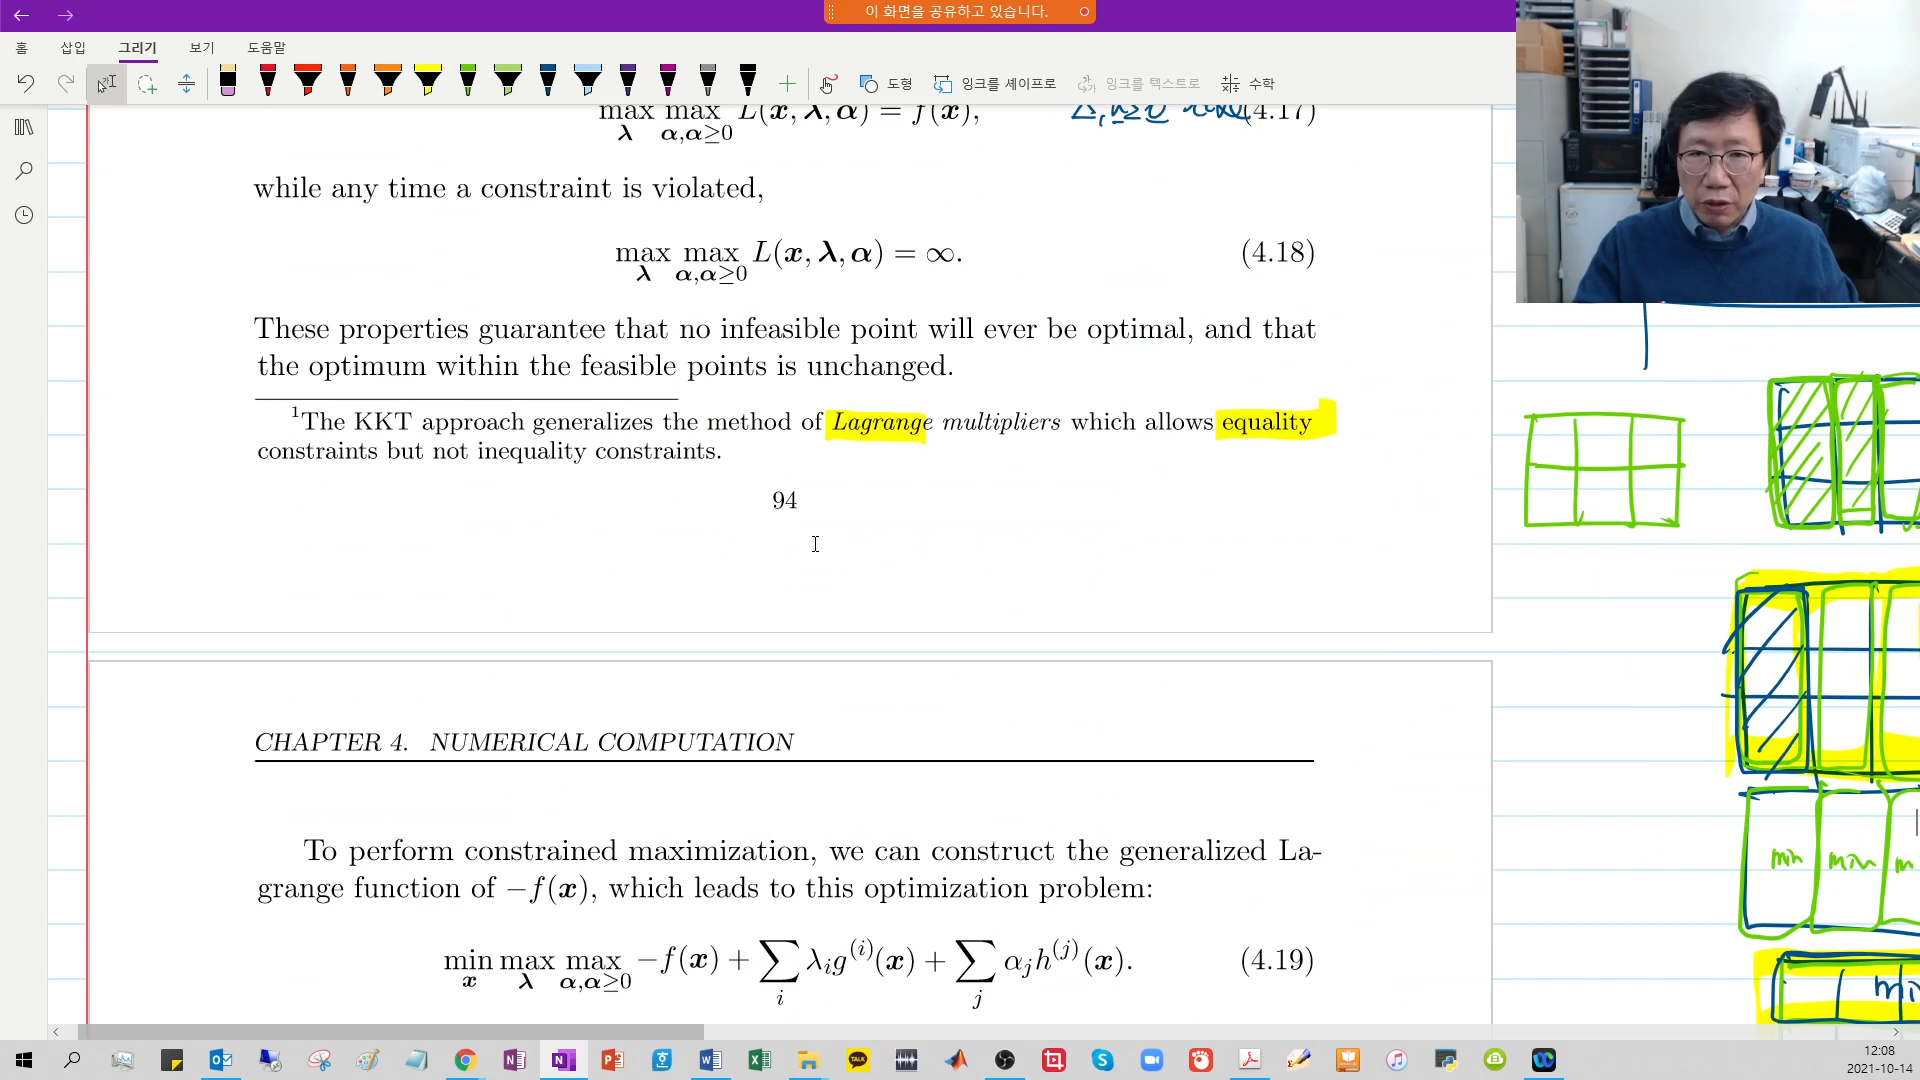 이 화면을 공유하고 있습니다.
홈 삽입 그리기 보기 도움말
도형 잉크를 셰이프로 잉크를 텍스트로 수학
max max L(x, λ, α) = f(x), (4.17)
λ α,α≥0
while any time a constraint is violated,
max max L(x, λ, α) = ∞. (4.18)
λ α,α≥0
These properties guarantee that no infeasible point will ever be optimal, and that
the optimum within the feasible points is unchanged.
¹The KKT approach generalizes the method of Lagrange multipliers which allows equality
constraints but not inequality constraints.
94
CHAPTER 4. NUMERICAL COMPUTATION
To perform constrained maximization, we can construct the generalized La-
grange function of −f(x), which leads to this optimization problem:
min max max −f(x) + ∑ λᵢg⁽ⁱ⁾(x) + ∑ αⱼh⁽ʲ⁾(x). (4.19)
x λ α,α≥0 i j
min min
12:08
2021-10-14